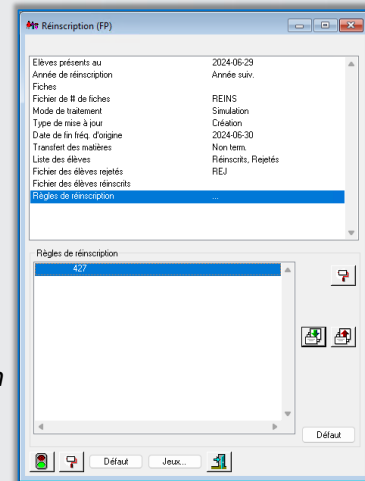 Réinscription (FP)
Elèves présents au 2024-06-29
Année de réinscription Année suiv.
Fiches
Fichier de # de fiches REINS
Mode de traitement Simulation
Type de mise à jour Création
Date de fin fréq. d'origine 2024-06-30
Transfert des matières Non term.
Liste des élèves Réinscrits, Rejetés
Fichier des élèves rejetés REJ
Fichier des élèves réinscrits
Règles de réinscription ...
Règles de réinscription
427
Défaut
Défaut Jeux...